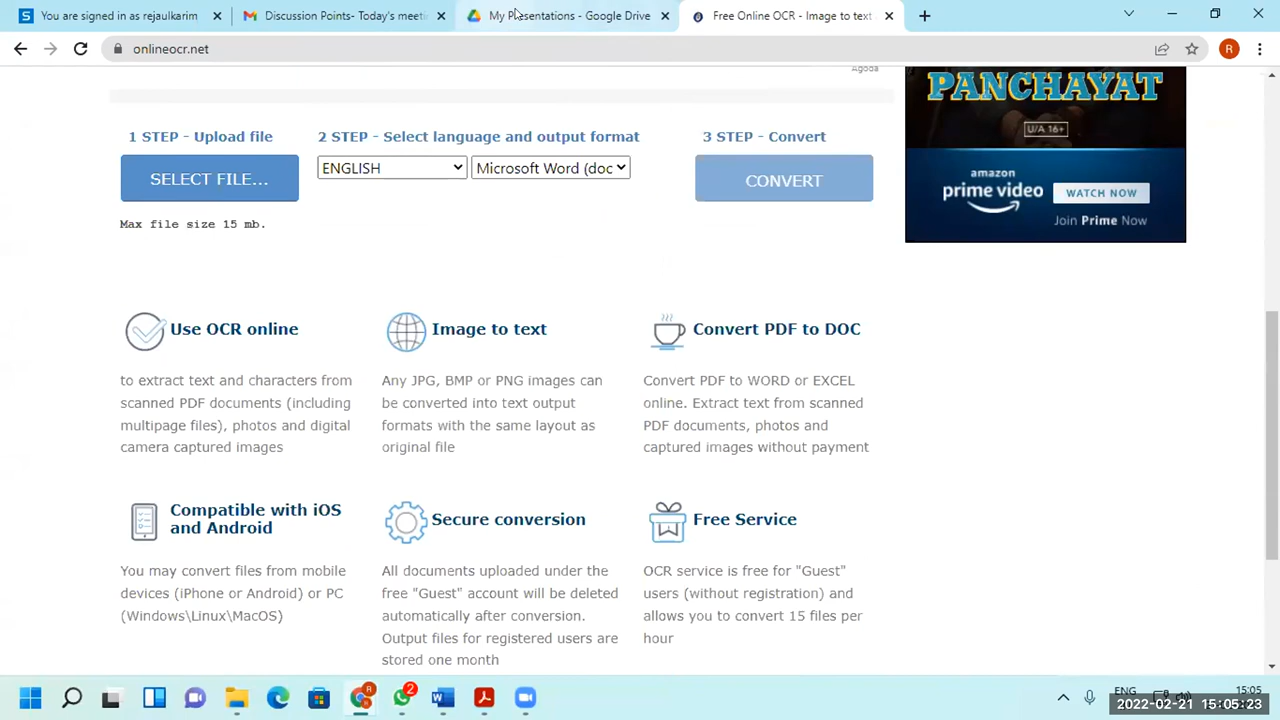 You are signed in as rejaulkarim
Discussion Points- Today's meeti
My Presentations - Google Drive
Free Online OCR - Image to text
onlineocr.net
R
Agoda
PANCHAYAT
U/A 16+
amazon
prime video
WATCH NOW
Join Prime Now
1 STEP - Upload file
2 STEP - Select language and output format
3 STEP - Convert
SELECT FILE...
ENGLISH
Microsoft Word (doc
CONVERT
Max file size 15 mb.
Use OCR online
Image to text
Convert PDF to DOC
to extract text and characters from
scanned PDF documents (including
multipage files), photos and digital
camera captured images
Any JPG, BMP or PNG images can
be converted into text output
formats with the same layout as
original file
Convert PDF to WORD or EXCEL
online. Extract text from scanned
PDF documents, photos and
captured images without payment
Compatible with iOS
and Android
Secure conversion
Free Service
You may convert files from mobile
devices (iPhone or Android) or PC
(Windows\Linux\MacOS)
All documents uploaded under the
free "Guest" account will be deleted
automatically after conversion.
Output files for registered users are
stored one month
OCR service is free for "Guest"
users (without registration) and
allows you to convert 15 files per
hour
R
2
ENG
15:05
2022-02-21 15:05:23